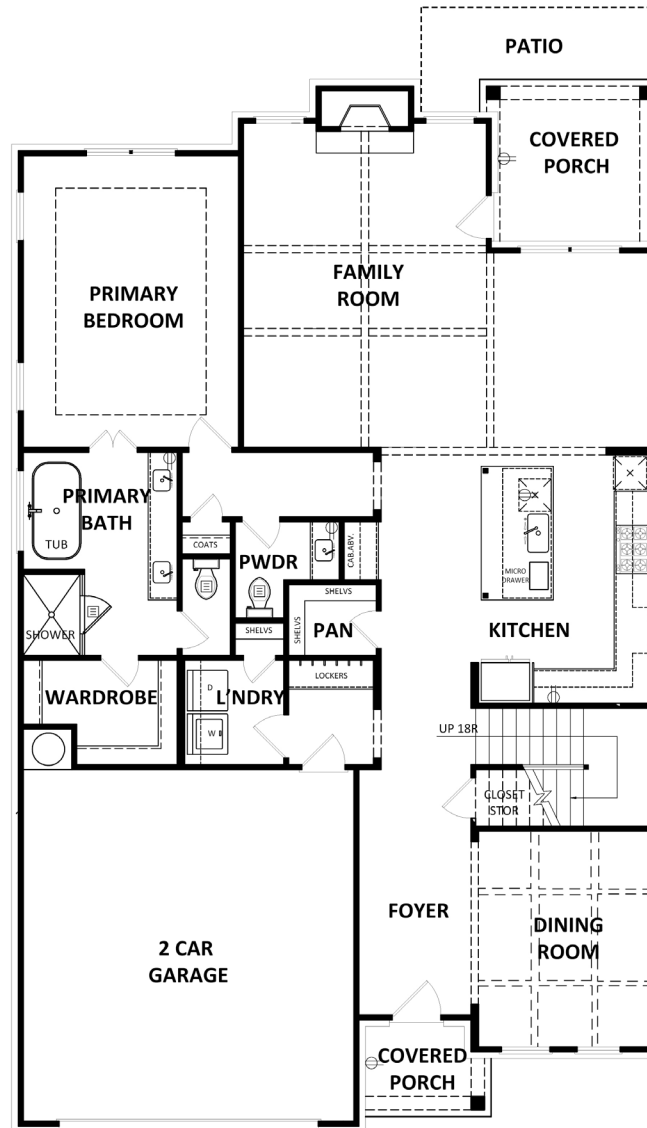 PATIO
COVERED
PORCH
FAMILY
ROOM
PRIMARY
BEDROOM
PRIMARY
BATH
TUB
COATS
PWDR
CAB.ABV.
MICRO
DRAWER
SHELVS
SHELVS
PAN
KITCHEN
SHOWER
SHELVS
WARDROBE
L'NDRY
D
W
LOCKERS
UP 18R
CLOSET
STOR
FOYER
DINING
ROOM
2 CAR
GARAGE
COVERED
PORCH